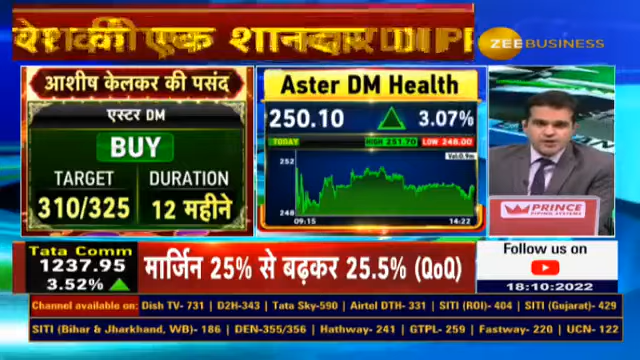 की एक शानदार
ZEE BUSINESS
आशीष केलकर की पसंद
एस्टर DM
BUY
TARGET
310/325
DURATION
12 महीने
Aster DM Health
250.10
3.07%
TODAY
HIGH 251.70
LOW 248.00
Vol:0.9m
252
248
09:15
14:22
PRINCE
PIPING SYSTEMS
Tata Comm
1237.95
3.52%
मार्जिन 25% से बढ़कर 25.5% (QoQ)
Follow us on
18:10:2022
Channel available on: Dish TV- 731 | D2H-343 | Tata Sky-590 | Airtel DTH- 331 | SITI (ROI)- 404 | SITI (Gujarat)- 429
SITI (Bihar & Jharkhand, WB)- 186 | DEN-355/356 | Hathway- 241 | GTPL- 259 | Fastway- 220 | UCN- 122